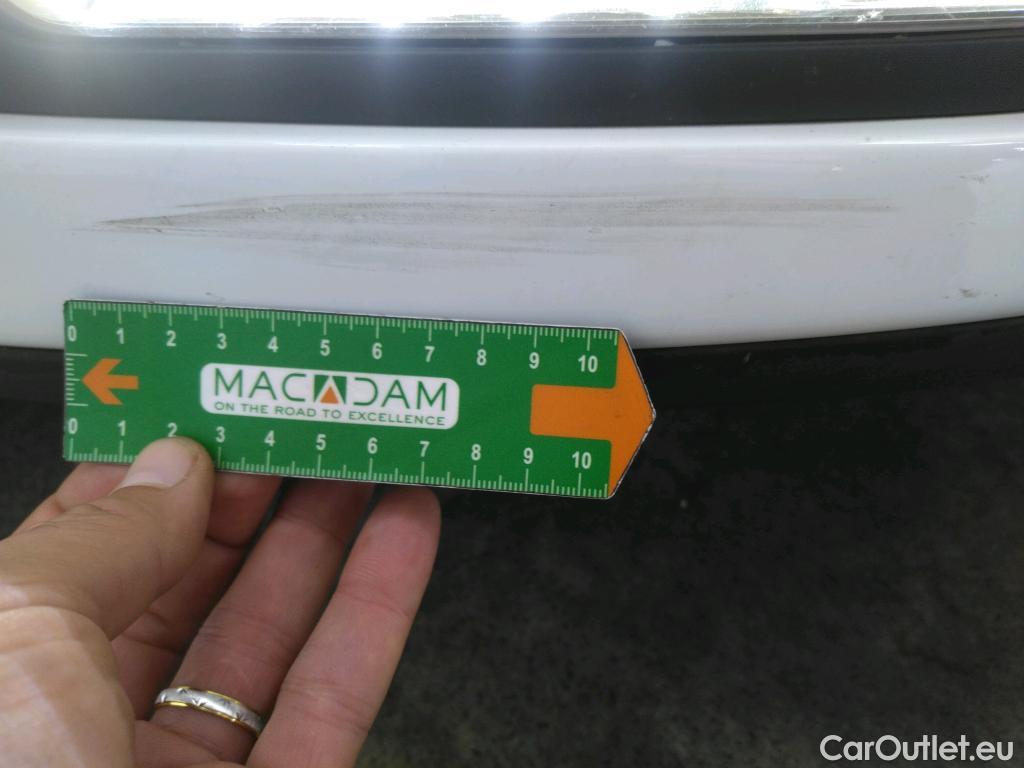 0 1 2 3 4 5 6 7 8 9 10
MACADAM
ON THE ROAD TO EXCELLENCE
0 1 2 3 4 5 6 7 8 9 10
CarOutlet.eu